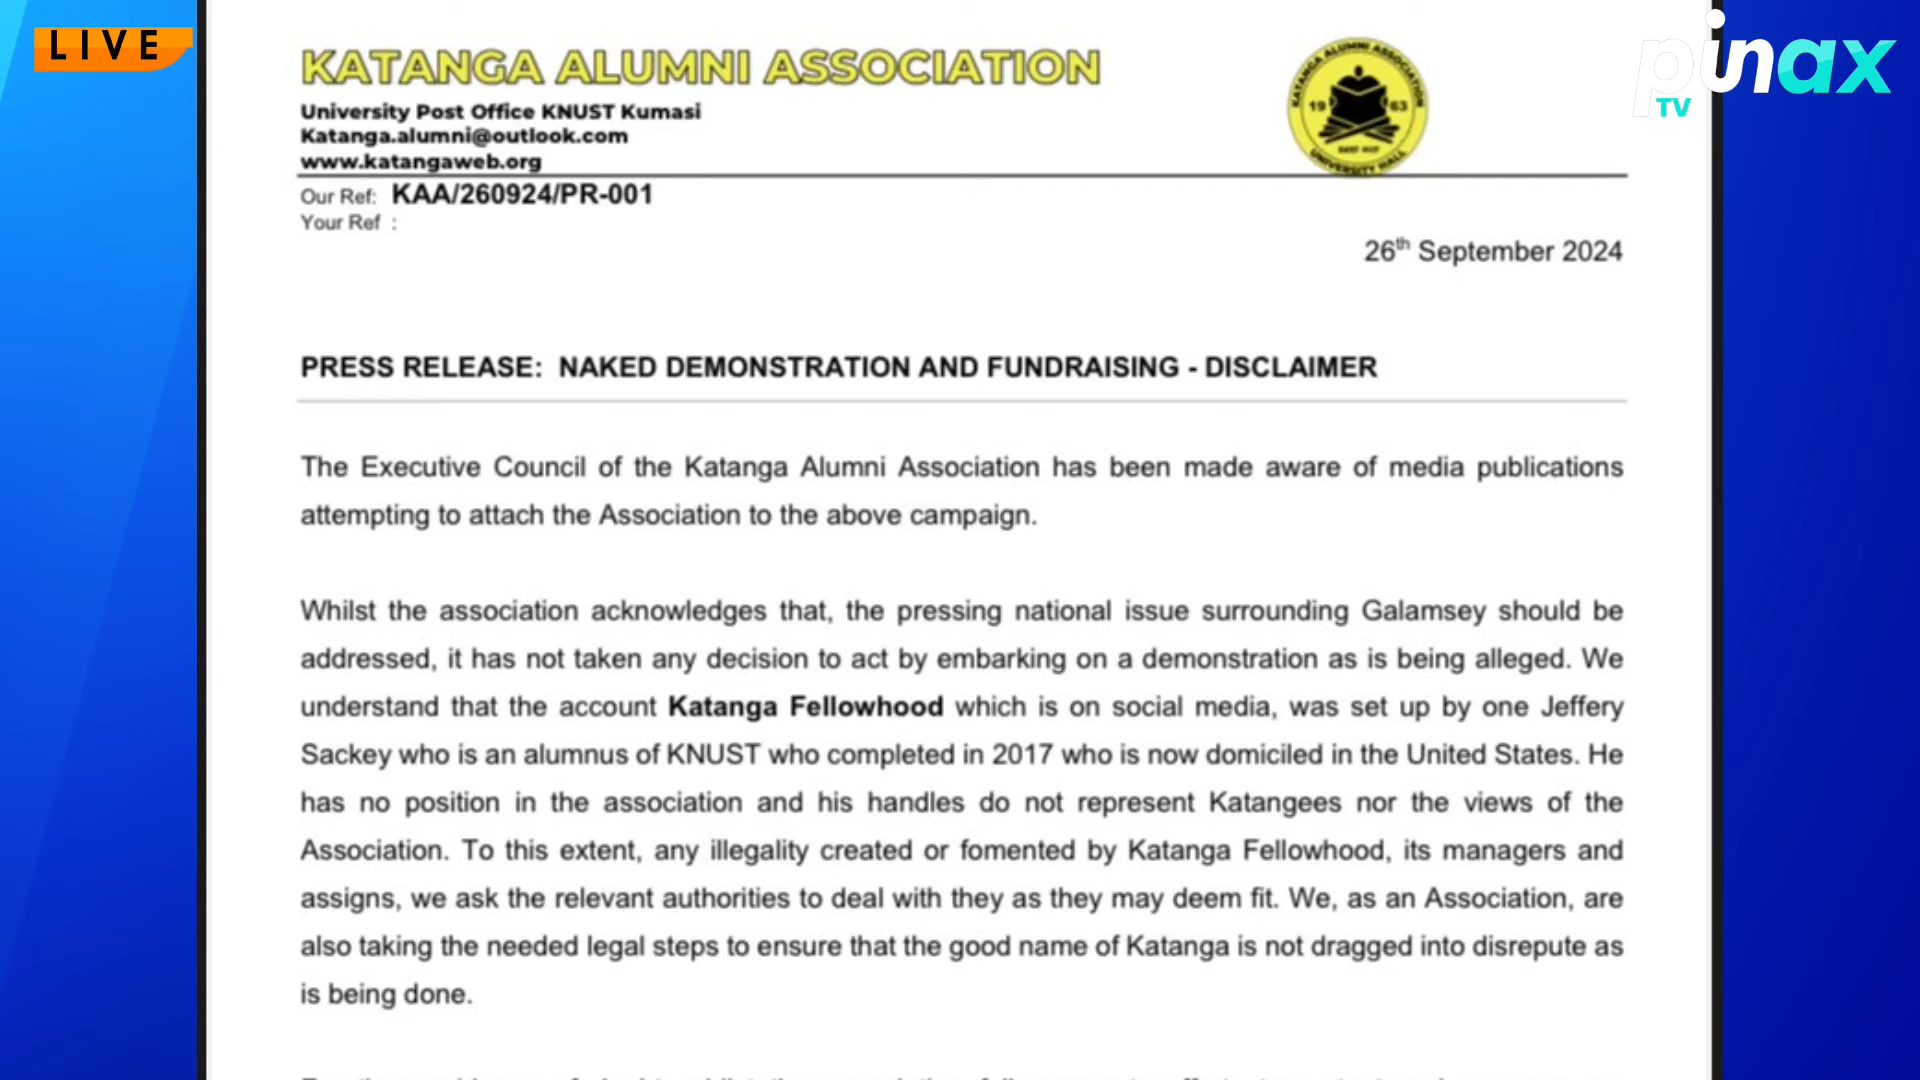 LIVE
pinax
TV
KATANGA ALUMNI ASSOCIATION
University Post Office KNUST Kumasi
Katanga.alumni@outlook.com
www.katangaweb.org
KATANGA ALUMNI ASSOCIATION
19 63
UNIVERSITY HALL
Our Ref: KAA/260924/PR-001
Your Ref :
26th September 2024
PRESS RELEASE: NAKED DEMONSTRATION AND FUNDRAISING - DISCLAIMER
The Executive Council of the Katanga Alumni Association has been made aware of media publications
attempting to attach the Association to the above campaign.
Whilst the association acknowledges that, the pressing national issue surrounding Galamsey should be
addressed, it has not taken any decision to act by embarking on a demonstration as is being alleged. We
understand that the account Katanga Fellowhood which is on social media, was set up by one Jeffery
Sackey who is an alumnus of KNUST who completed in 2017 who is now domiciled in the United States. He
has no position in the association and his handles do not represent Katangees nor the views of the
Association. To this extent, any illegality created or fomented by Katanga Fellowhood, its managers and
assigns, we ask the relevant authorities to deal with they as they may deem fit. We, as an Association, are
also taking the needed legal steps to ensure that the good name of Katanga is not dragged into disrepute as
is being done.